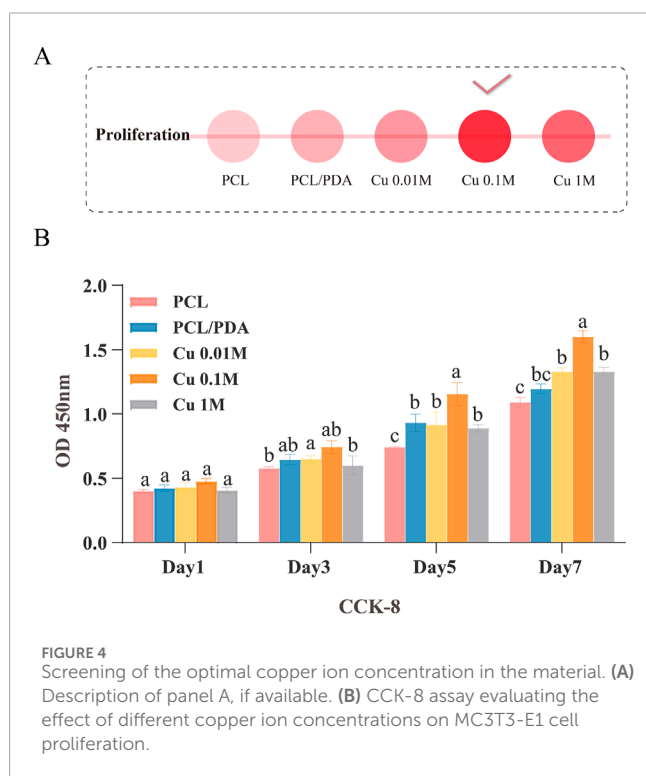 A
Proliferation
PCL PCL/PDA Cu 0.01M Cu 0.1M Cu 1M
B
2.0
1.5
1.0
0.5
0.0
OD 450nm
PCL
PCL/PDA
Cu 0.01M
Cu 0.1M
Cu 1M
a a a a a
b ab a ab b
c b b a b
c bc b a b
Day1 Day3 Day5 Day7
CCK-8
FIGURE 4
Screening of the optimal copper ion concentration in the material. (A)
Description of panel A, if available. (B) CCK-8 assay evaluating the
effect of different copper ion concentrations on MC3T3-E1 cell
proliferation.